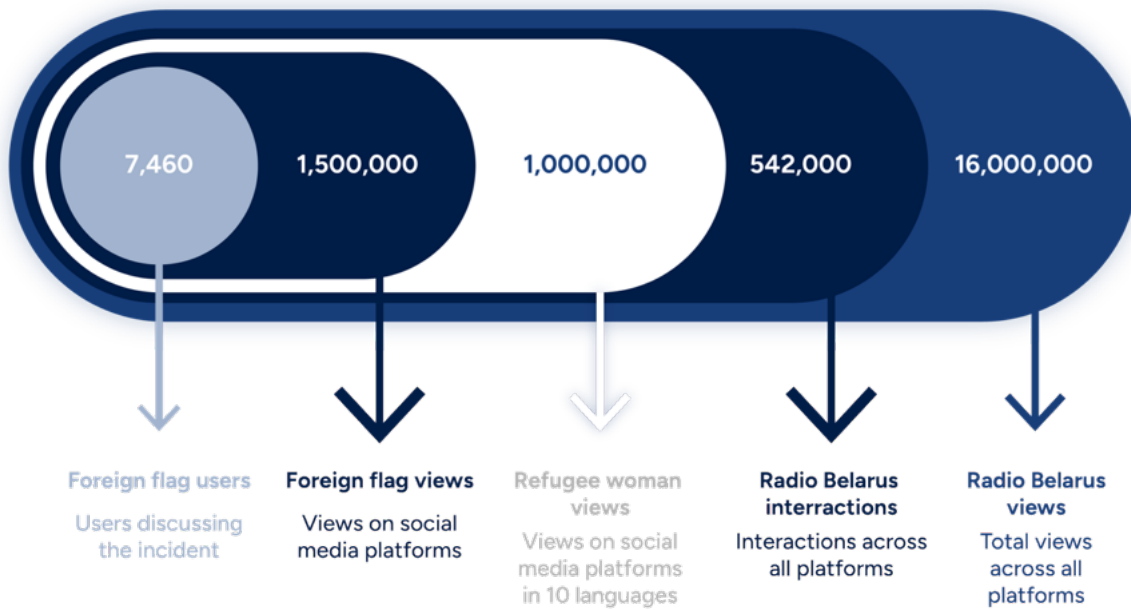 7,460
1,500,000
1,000,000
542,000
16,000,000
Foreign flag users
Users discussing
the incident
Foreign flag views
Views on social
media platforms
Refugee woman
views
Views on social
media platforms
in 10 languages
Radio Belarus
interractions
Interactions across
all platforms
Radio Belarus
views
Total views
across all
platforms